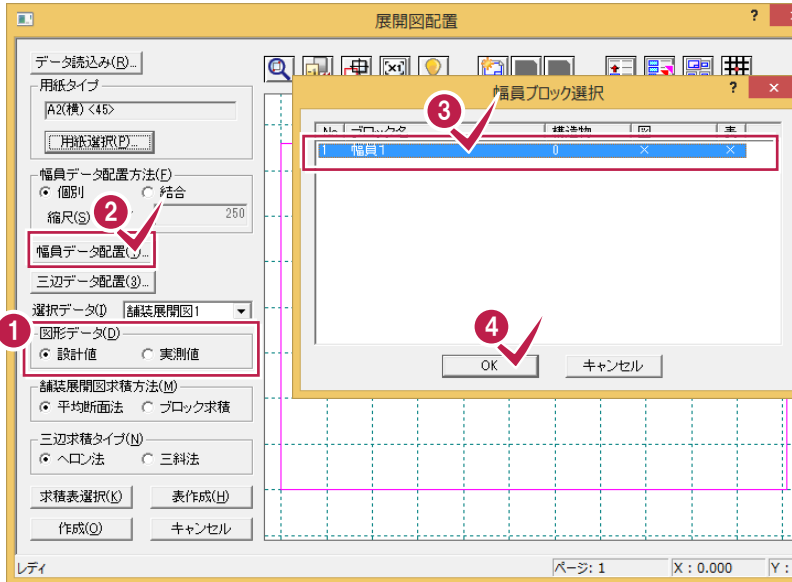 展開図配置
?
データ読込み(R)...
用紙タイプ
A2(横) <45>
用紙選択(P)...
幅員データ配置方法(F)
個別 結合
縮尺(S) 250
2
幅員データ配置(
三辺データ配置(3)...
選択データ(I) 舗装展開図1
1
図形データ(D)
設計値 実測値
舗装展開図求積方法(M)
平均断面法 ブロック求積
三辺求積タイプ(N)
ヘロン法 三斜法
求積表選択(K) 表作成(H)
作成(O) キャンセル
レディ ページ: 1 X : 0.000 Y :
幅員ブロック選択
? ×
3
No ブロック名 構造物 図 表
1 幅員1 0 × ×
4
OK キャンセル